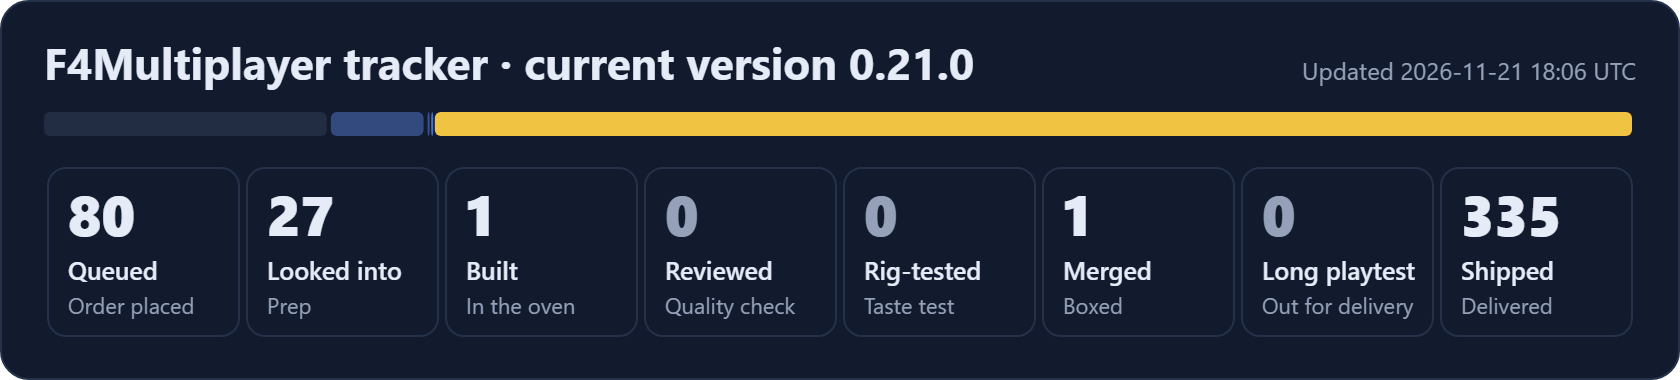 F4Multiplayer tracker · current version 0.21.0
Updated 2026-11-21 18:06 UTC
80
Queued
Order placed
27
Looked into
Prep
1
Built
In the oven
0
Reviewed
Quality check
0
Rig-tested
Taste test
1
Merged
Boxed
0
Long playtest
Out for delivery
335
Shipped
Delivered